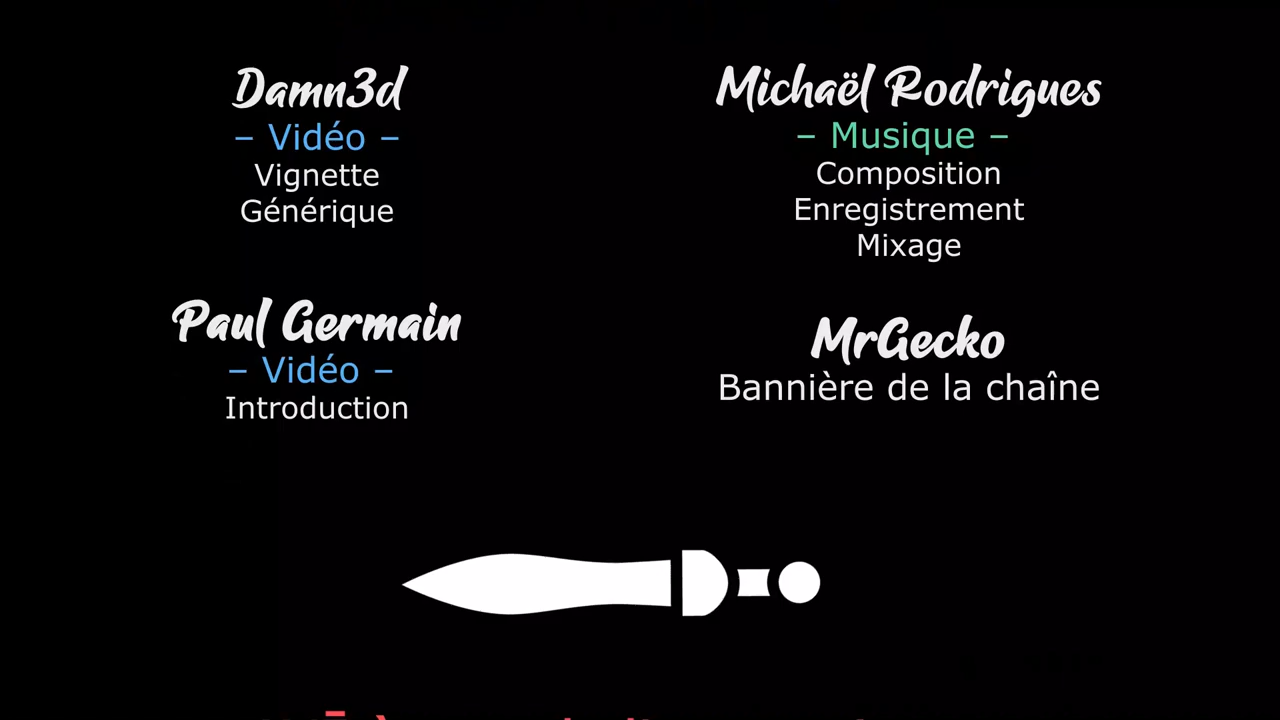 Damn3d
– Vidéo –
Vignette
Générique
Michaël Rodrigues
– Musique –
Composition
Enregistrement
Mixage
Paul Germain
– Vidéo –
Introduction
MrGecko
Bannière de la chaîne